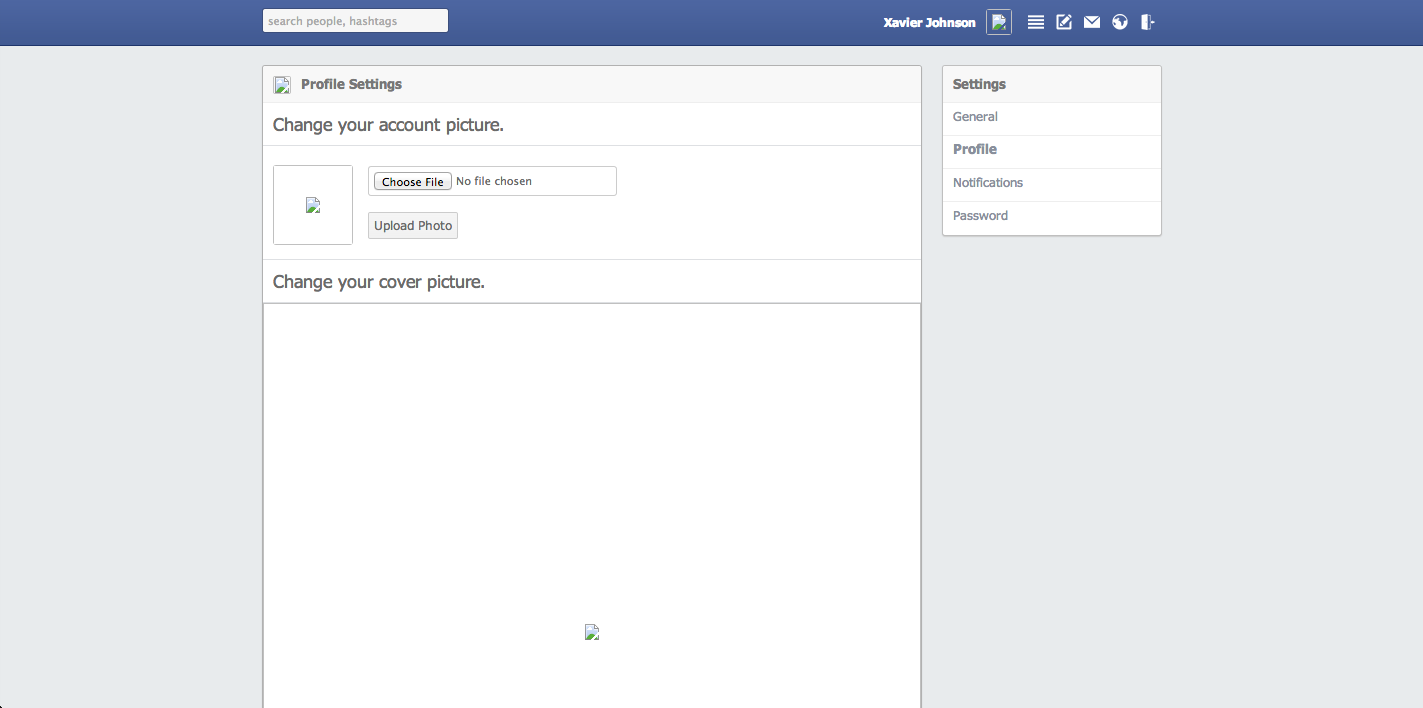 search people, hashtags
Xavier Johnson
Profile Settings
Change your account picture.
Choose File No file chosen
Upload Photo
Change your cover picture.
Settings
General
Profile
Notifications
Password